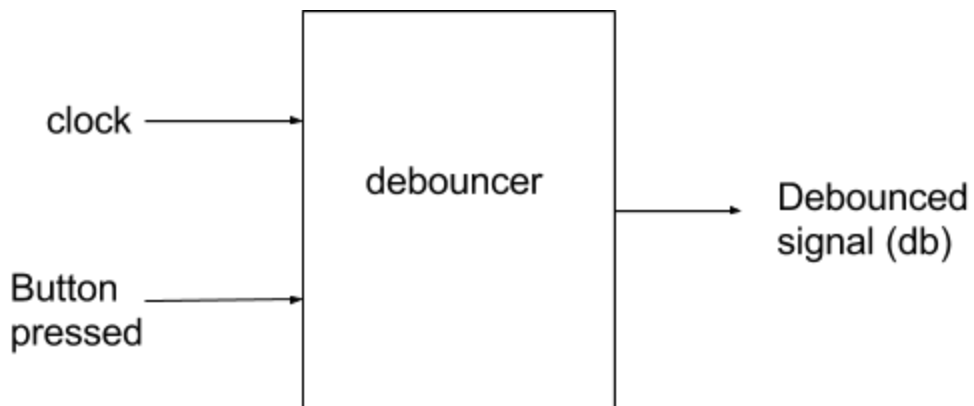 clock
debouncer
Debounced
signal (db)
Button
pressed